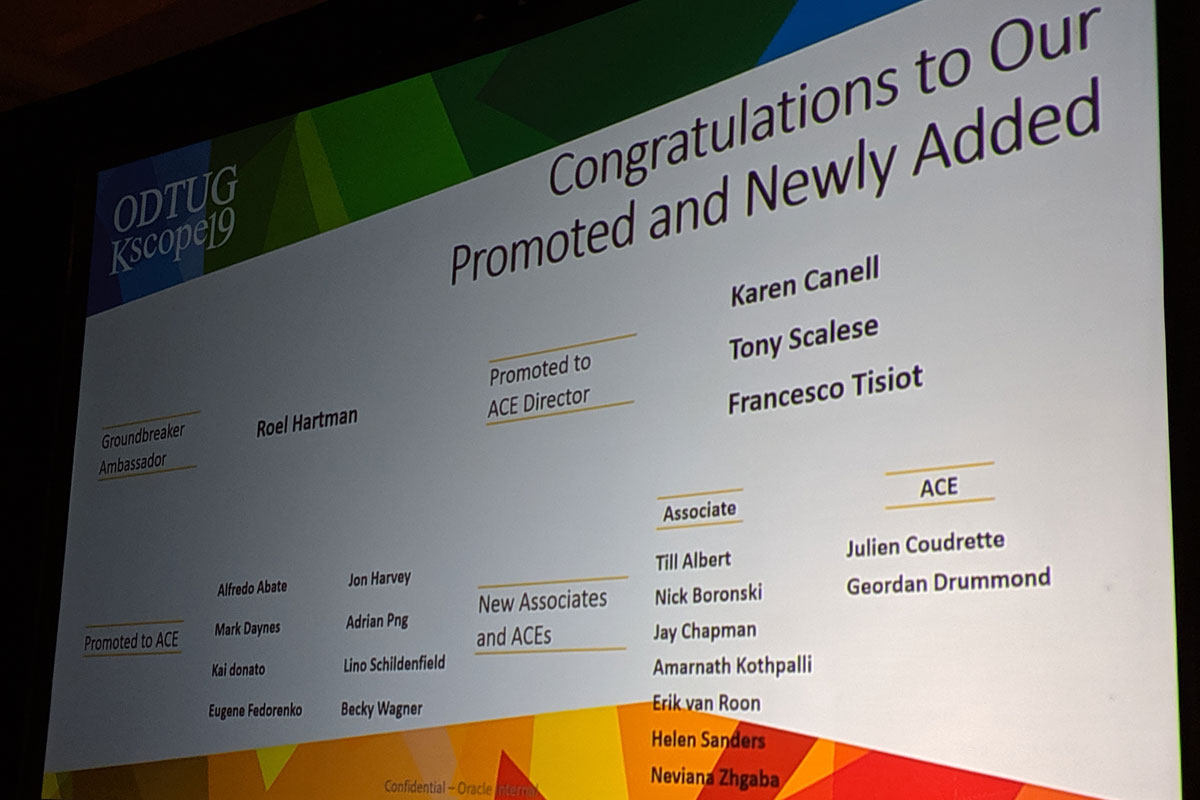 ODTUG
Kscope19
Congratulations to Our
Promoted and Newly Added
Groundbreaker
Ambassador
Roel Hartman
Promoted to
ACE Director
Karen Canell
Tony Scalese
Francesco Tisiot
Promoted to ACE
Alfredo Abate
Mark Daynes
Kai donato
Eugene Fedorenko
Jon Harvey
Adrian Png
Lino Schildenfield
Becky Wagner
New Associates
and ACEs
Associate
Till Albert
Nick Boronski
Jay Chapman
Amarnath Kothpalli
Erik van Roon
Helen Sanders
Neviana Zhgaba
ACE
Julien Coudrette
Geordan Drummond
Confidential – Oracle Internal